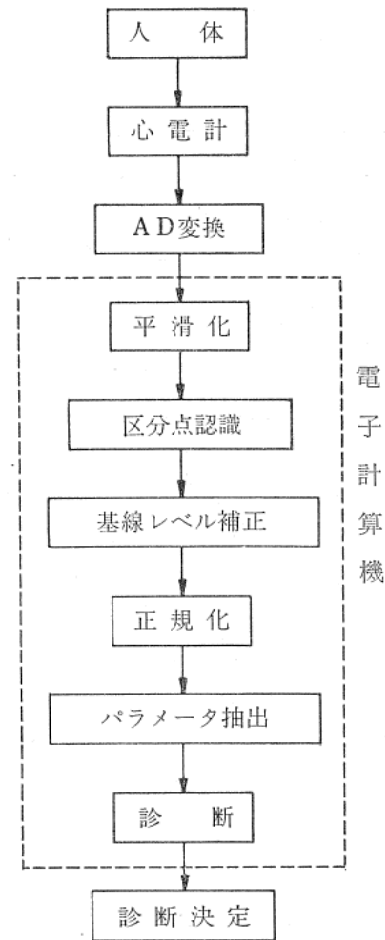 人 体
心電計
AD変換
平滑化
区分点認識
基線レベル補正
正規化
パラメータ抽出
診 断
診断決定
電子計算機